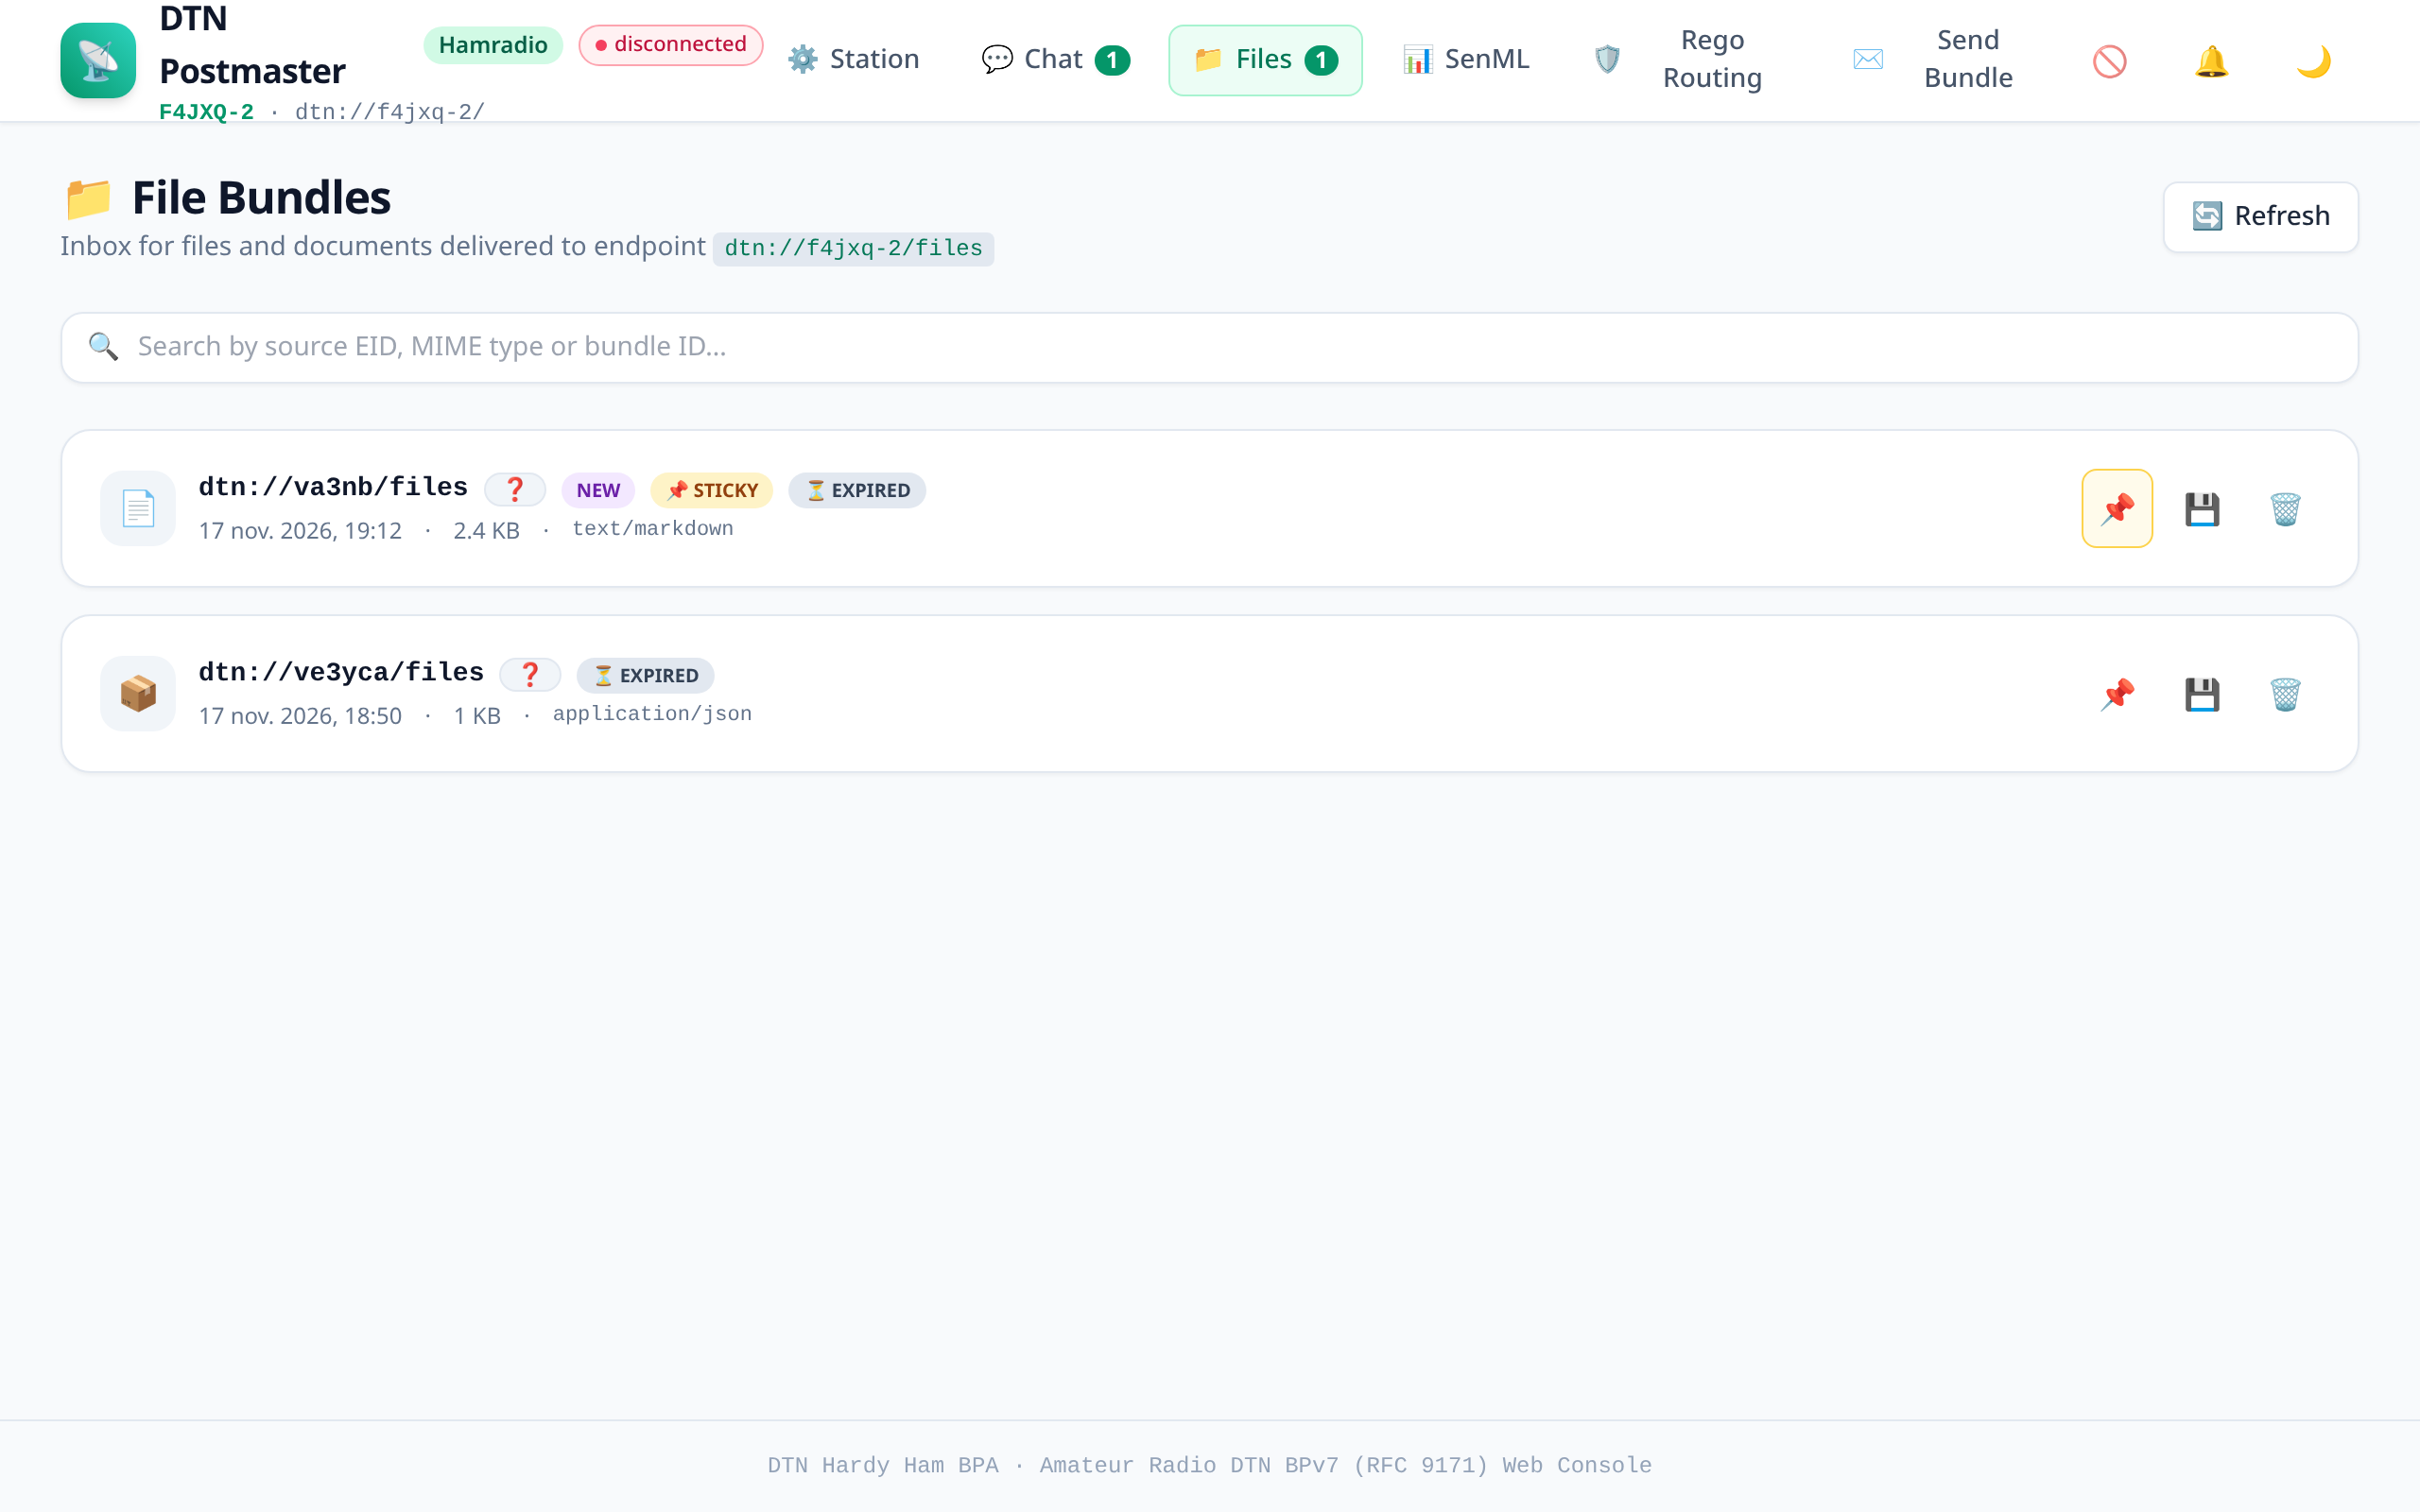 DTN
Postmaster
Hamradio
disconnected
F4JXQ-2 · dtn://f4jxq-2/
Station
Chat 1
Files 1
SenML
Rego
Routing
Send
Bundle
File Bundles
Inbox for files and documents delivered to endpoint dtn://f4jxq-2/files
Refresh
Search by source EID, MIME type or bundle ID...
dtn://va3nb/files ❓ NEW 📌 STICKY ⏳ EXPIRED
17 nov. 2026, 19:12 · 2.4 KB · text/markdown
dtn://ve3yca/files ❓ ⏳ EXPIRED
17 nov. 2026, 18:50 · 1 KB · application/json
DTN Hardy Ham BPA · Amateur Radio DTN BPv7 (RFC 9171) Web Console